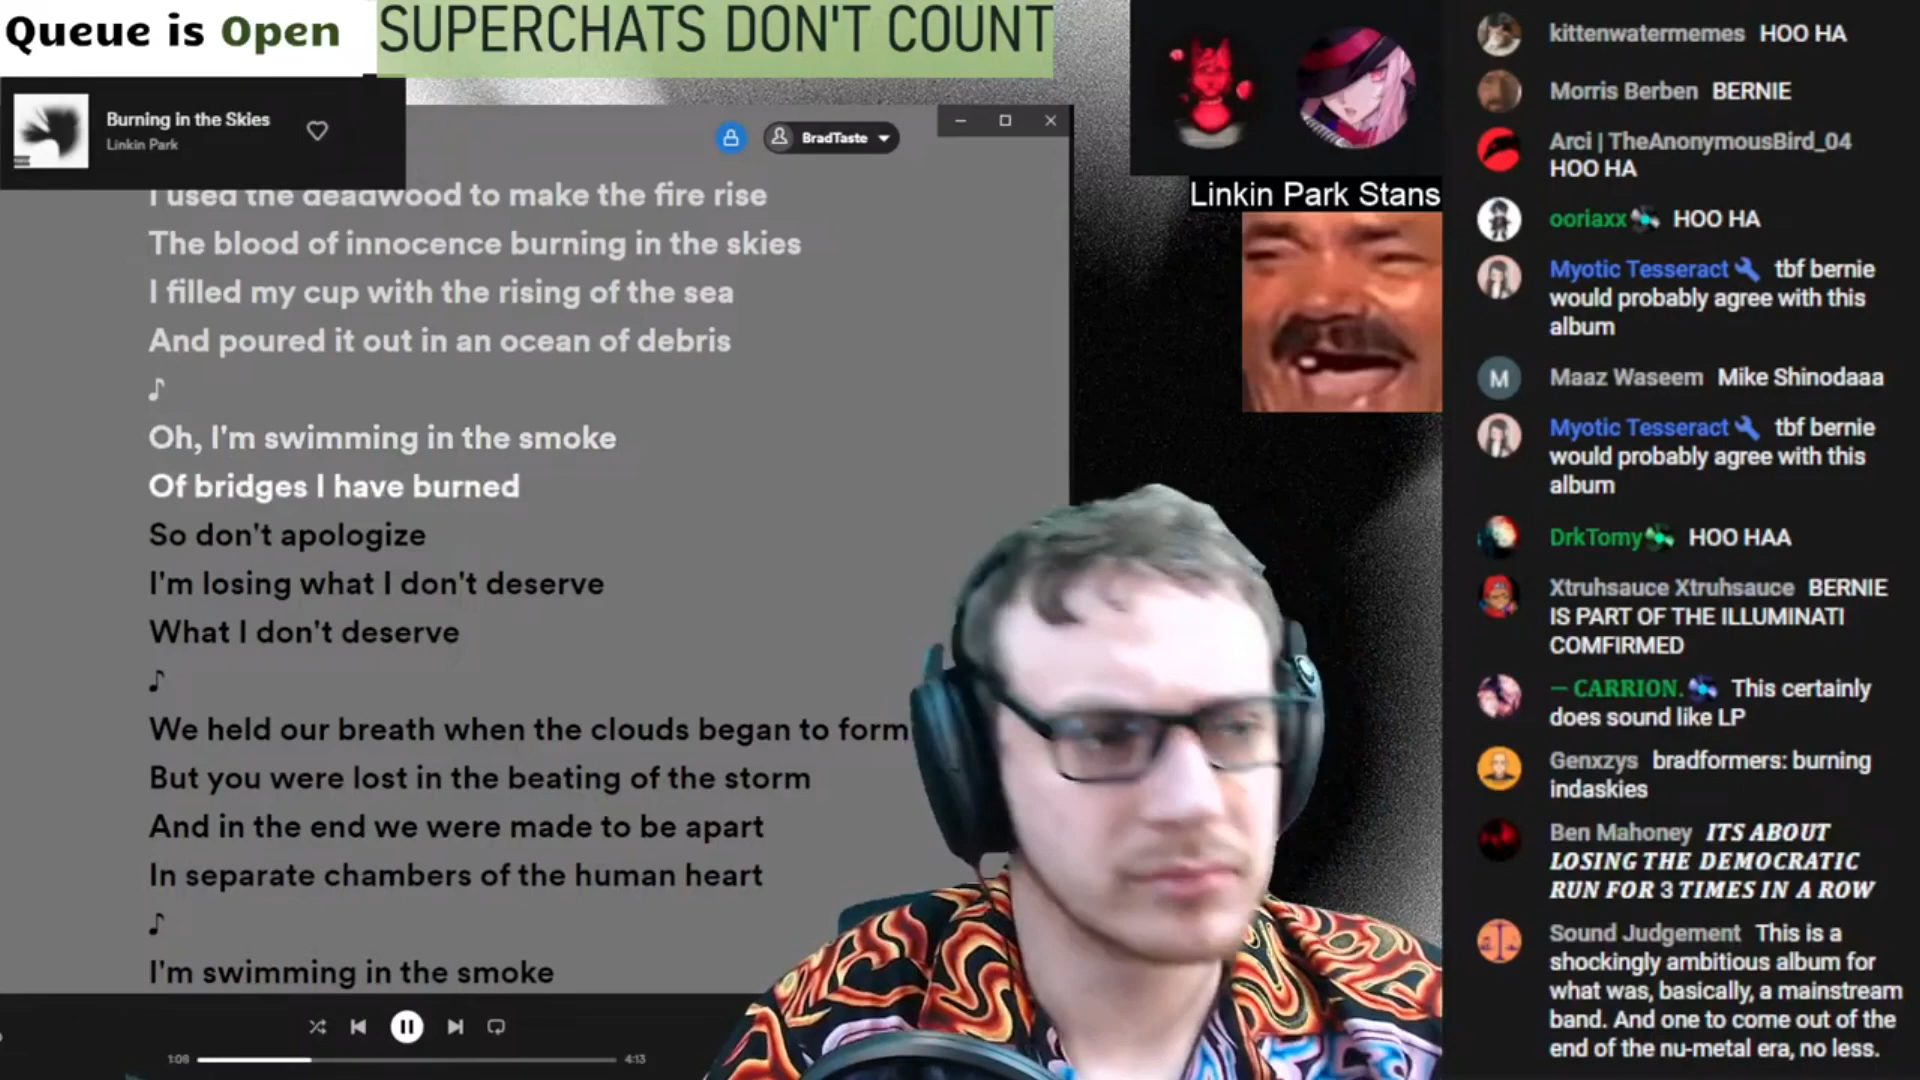 Queue is Open
SUPERCHATS DON'T COUNT
Burning in the Skies
Linkin Park
BradTaste
I used the deadwood to make the fire rise
The blood of innocence burning in the skies
I filled my cup with the rising of the sea
And poured it out in an ocean of debris
♪
Oh, I'm swimming in the smoke
Of bridges I have burned
So don't apologize
I'm losing what I don't deserve
What I don't deserve
♪
We held our breath when the clouds began to form
But you were lost in the beating of the storm
And in the end we were made to be apart
In separate chambers of the human heart
♪
I'm swimming in the smoke
1:08
4:13
Linkin Park Stans
kittenwatermemes HOO HA
Morris Berben BERNIE
Arci | TheAnonymousBird_04
HOO HA
ooriaxx HOO HA
Myotic Tesseract tbf bernie
would probably agree with this
album
M
Maaz Waseem Mike Shinodaaa
Myotic Tesseract tbf bernie
would probably agree with this
album
DrkTomy HOO HAA
Xtruhsauce Xtruhsauce BERNIE
IS PART OF THE ILLUMINATI
COMFIRMED
— CARRION. This certainly
does sound like LP
Genxzys bradformers: burning
indaskies
Ben Mahoney ITS ABOUT
LOSING THE DEMOCRATIC
RUN FOR 3 TIMES IN A ROW
Sound Judgement This is a
shockingly ambitious album for
what was, basically, a mainstream
band. And one to come out of the
end of the nu-metal era, no less.